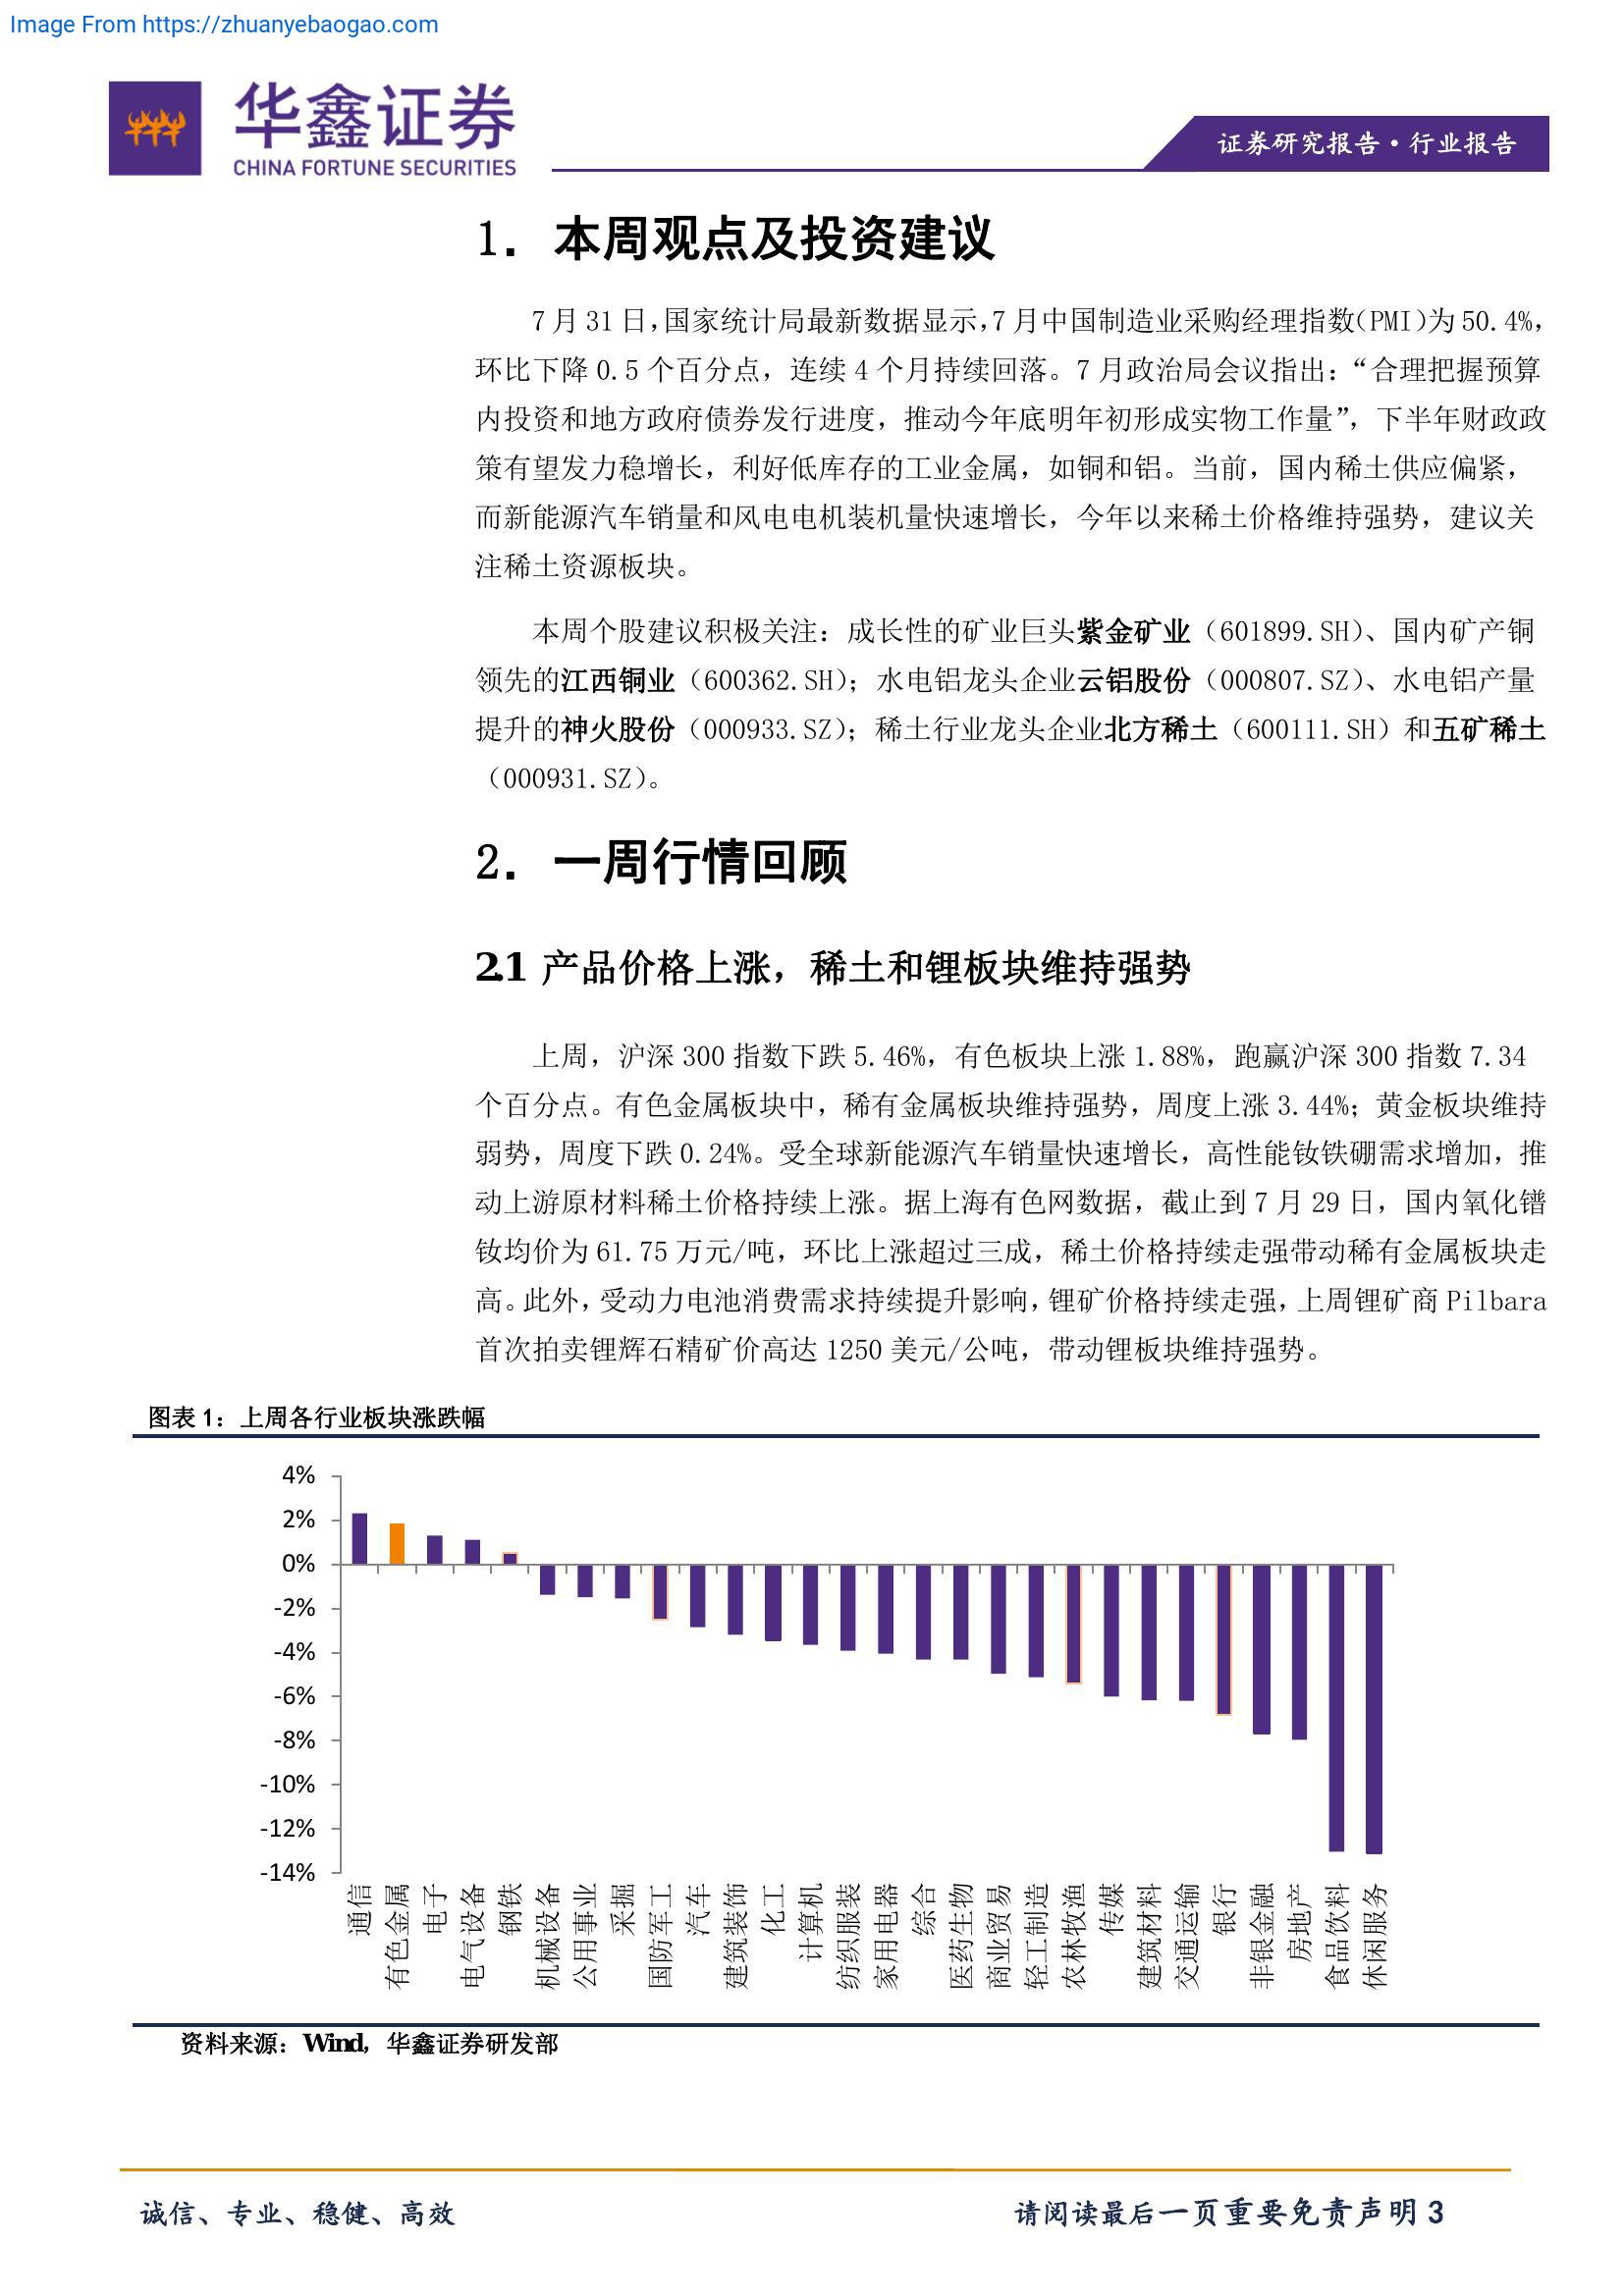 Image From https://zhuanyebaogao.com
华鑫证券
CHINA FORTUNE SECURITIES
证券研究报告·行业报告
1. 本周观点及投资建议
7月31日,国家统计局最新数据显示,7月中国制造业采购经理指数(PMI)为50.4%,
环比下降 0.5 个百分点，连续 4 个月持续回落。7 月政治局会议指出：“合理把握预算
内投资和地方政府债券发行进度，推动今年底明年初形成实物工作量”，下半年财政政
策有望发力稳增长，利好低库存的工业金属，如铜和铝。当前，国内稀土供应偏紧，
而新能源汽车销量和风电电机装机量快速增长，今年以来稀土价格维持强势，建议关
注稀土资源板块。
本周个股建议积极关注：成长性的矿业巨头紫金矿业（601899.SH）、国内矿产铜
领先的江西铜业（600362.SH）；水电铝龙头企业云铝股份（000807.SZ）、水电铝产量
提升的神火股份（000933.SZ）；稀土行业龙头企业北方稀土（600111.SH）和五矿稀土
（000931.SZ）。
2. 一周行情回顾
2.1 产品价格上涨，稀土和锂板块维持强势
上周，沪深 300 指数下跌 5.46%，有色板块上涨 1.88%，跑赢沪深 300 指数 7.34
个百分点。有色金属板块中，稀有金属板块维持强势，周度上涨 3.44%；黄金板块维持
弱势，周度下跌 0.24%。受全球新能源汽车销量快速增长，高性能钕铁硼需求增加，推
动上游原材料稀土价格持续上涨。据上海有色网数据，截止到 7 月 29 日，国内氧化镨
钕均价为 61.75 万元/吨，环比上涨超过三成，稀土价格持续走强带动稀有金属板块走
高。此外,受动力电池消费需求持续提升影响,锂矿价格持续走强,上周锂矿商 Pilbara
首次拍卖锂辉石精矿价高达 1250 美元/公吨，带动锂板块维持强势。
图表 1：上周各行业板块涨跌幅
4%
2%
0%
-2%
-4%
-6%
-8%
-10%
-12%
-14%
通信
有色金属
电子
电气设备
钢铁
机械设备
公用事业
采掘
国防军工
汽车
建筑装饰
化工
计算机
纺织服装
家用电器
综合
医药生物
商业贸易
轻工制造
农林牧渔
传媒
建筑材料
交通运输
银行
非银金融
房地产
食品饮料
休闲服务
资料来源：Wind，华鑫证券研发部
诚信、专业、稳健、高效
请阅读最后一页重要免责声明 3